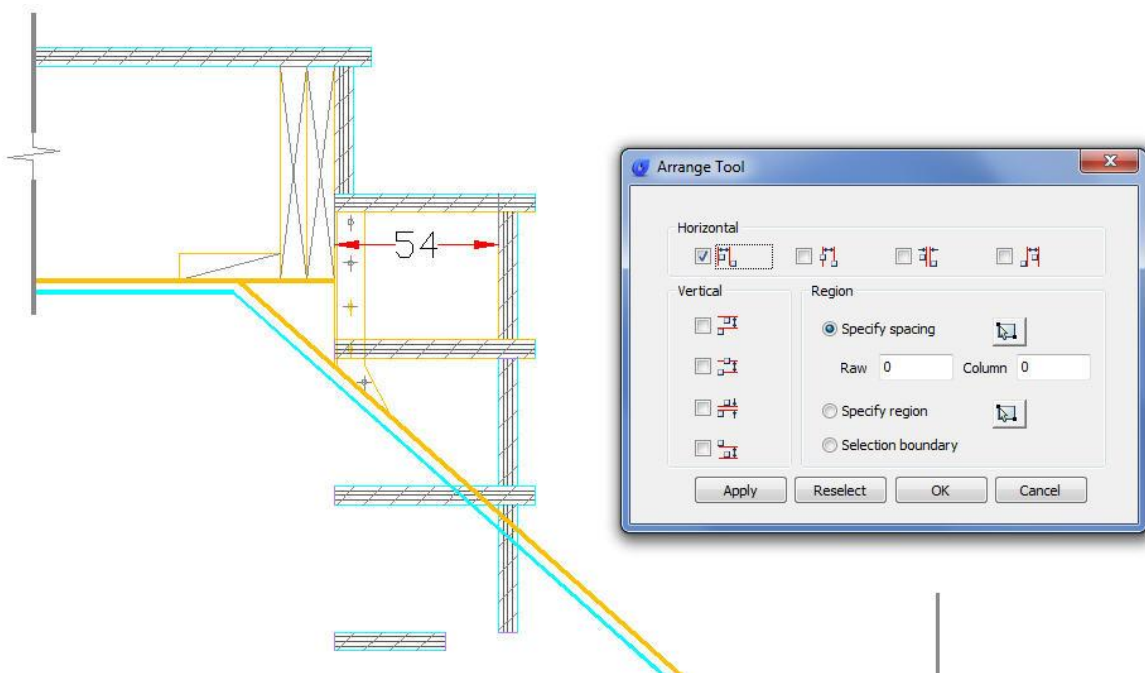 54
Arrange Tool
Horizontal
Vertical
Region
Specify spacing
Raw 0 Column 0
Specify region
Selection boundary
Apply Reselect OK Cancel